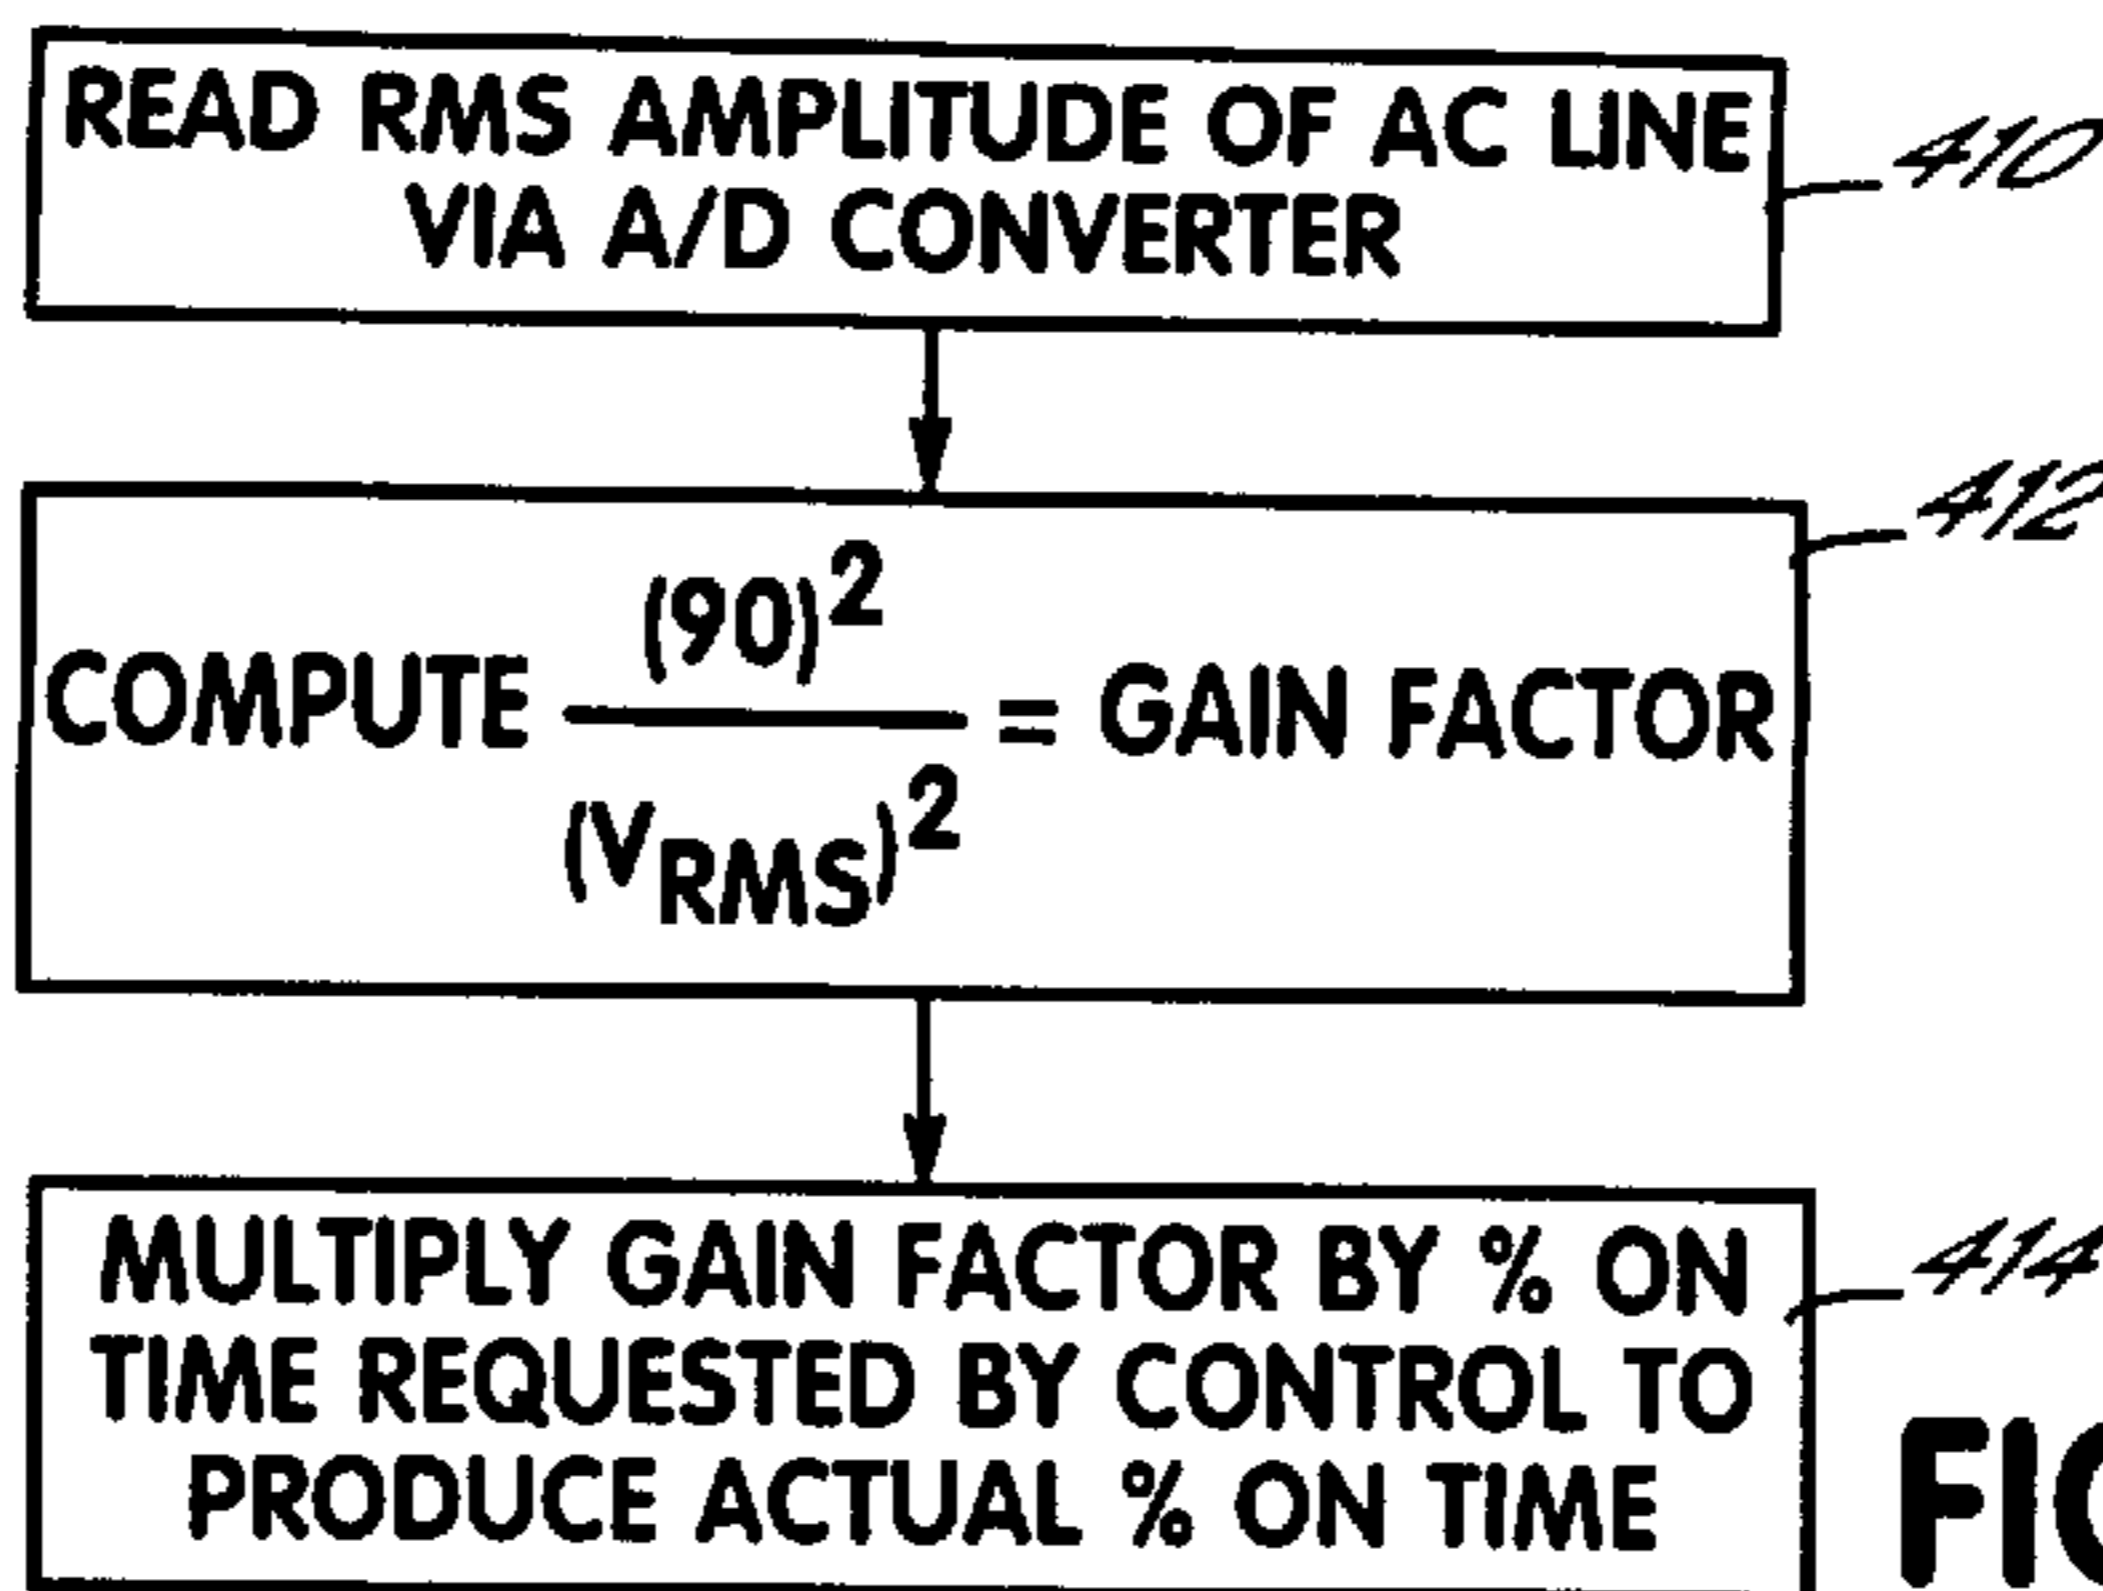 READ RMS AMPLITUDE OF AC LINE
VIA A/D CONVERTER
410
412
COMPUTE (90)² / (V_RMS)² = GAIN FACTOR
MULTIPLY GAIN FACTOR BY % ON
TIME REQUESTED BY CONTROL TO
PRODUCE ACTUAL % ON TIME
414